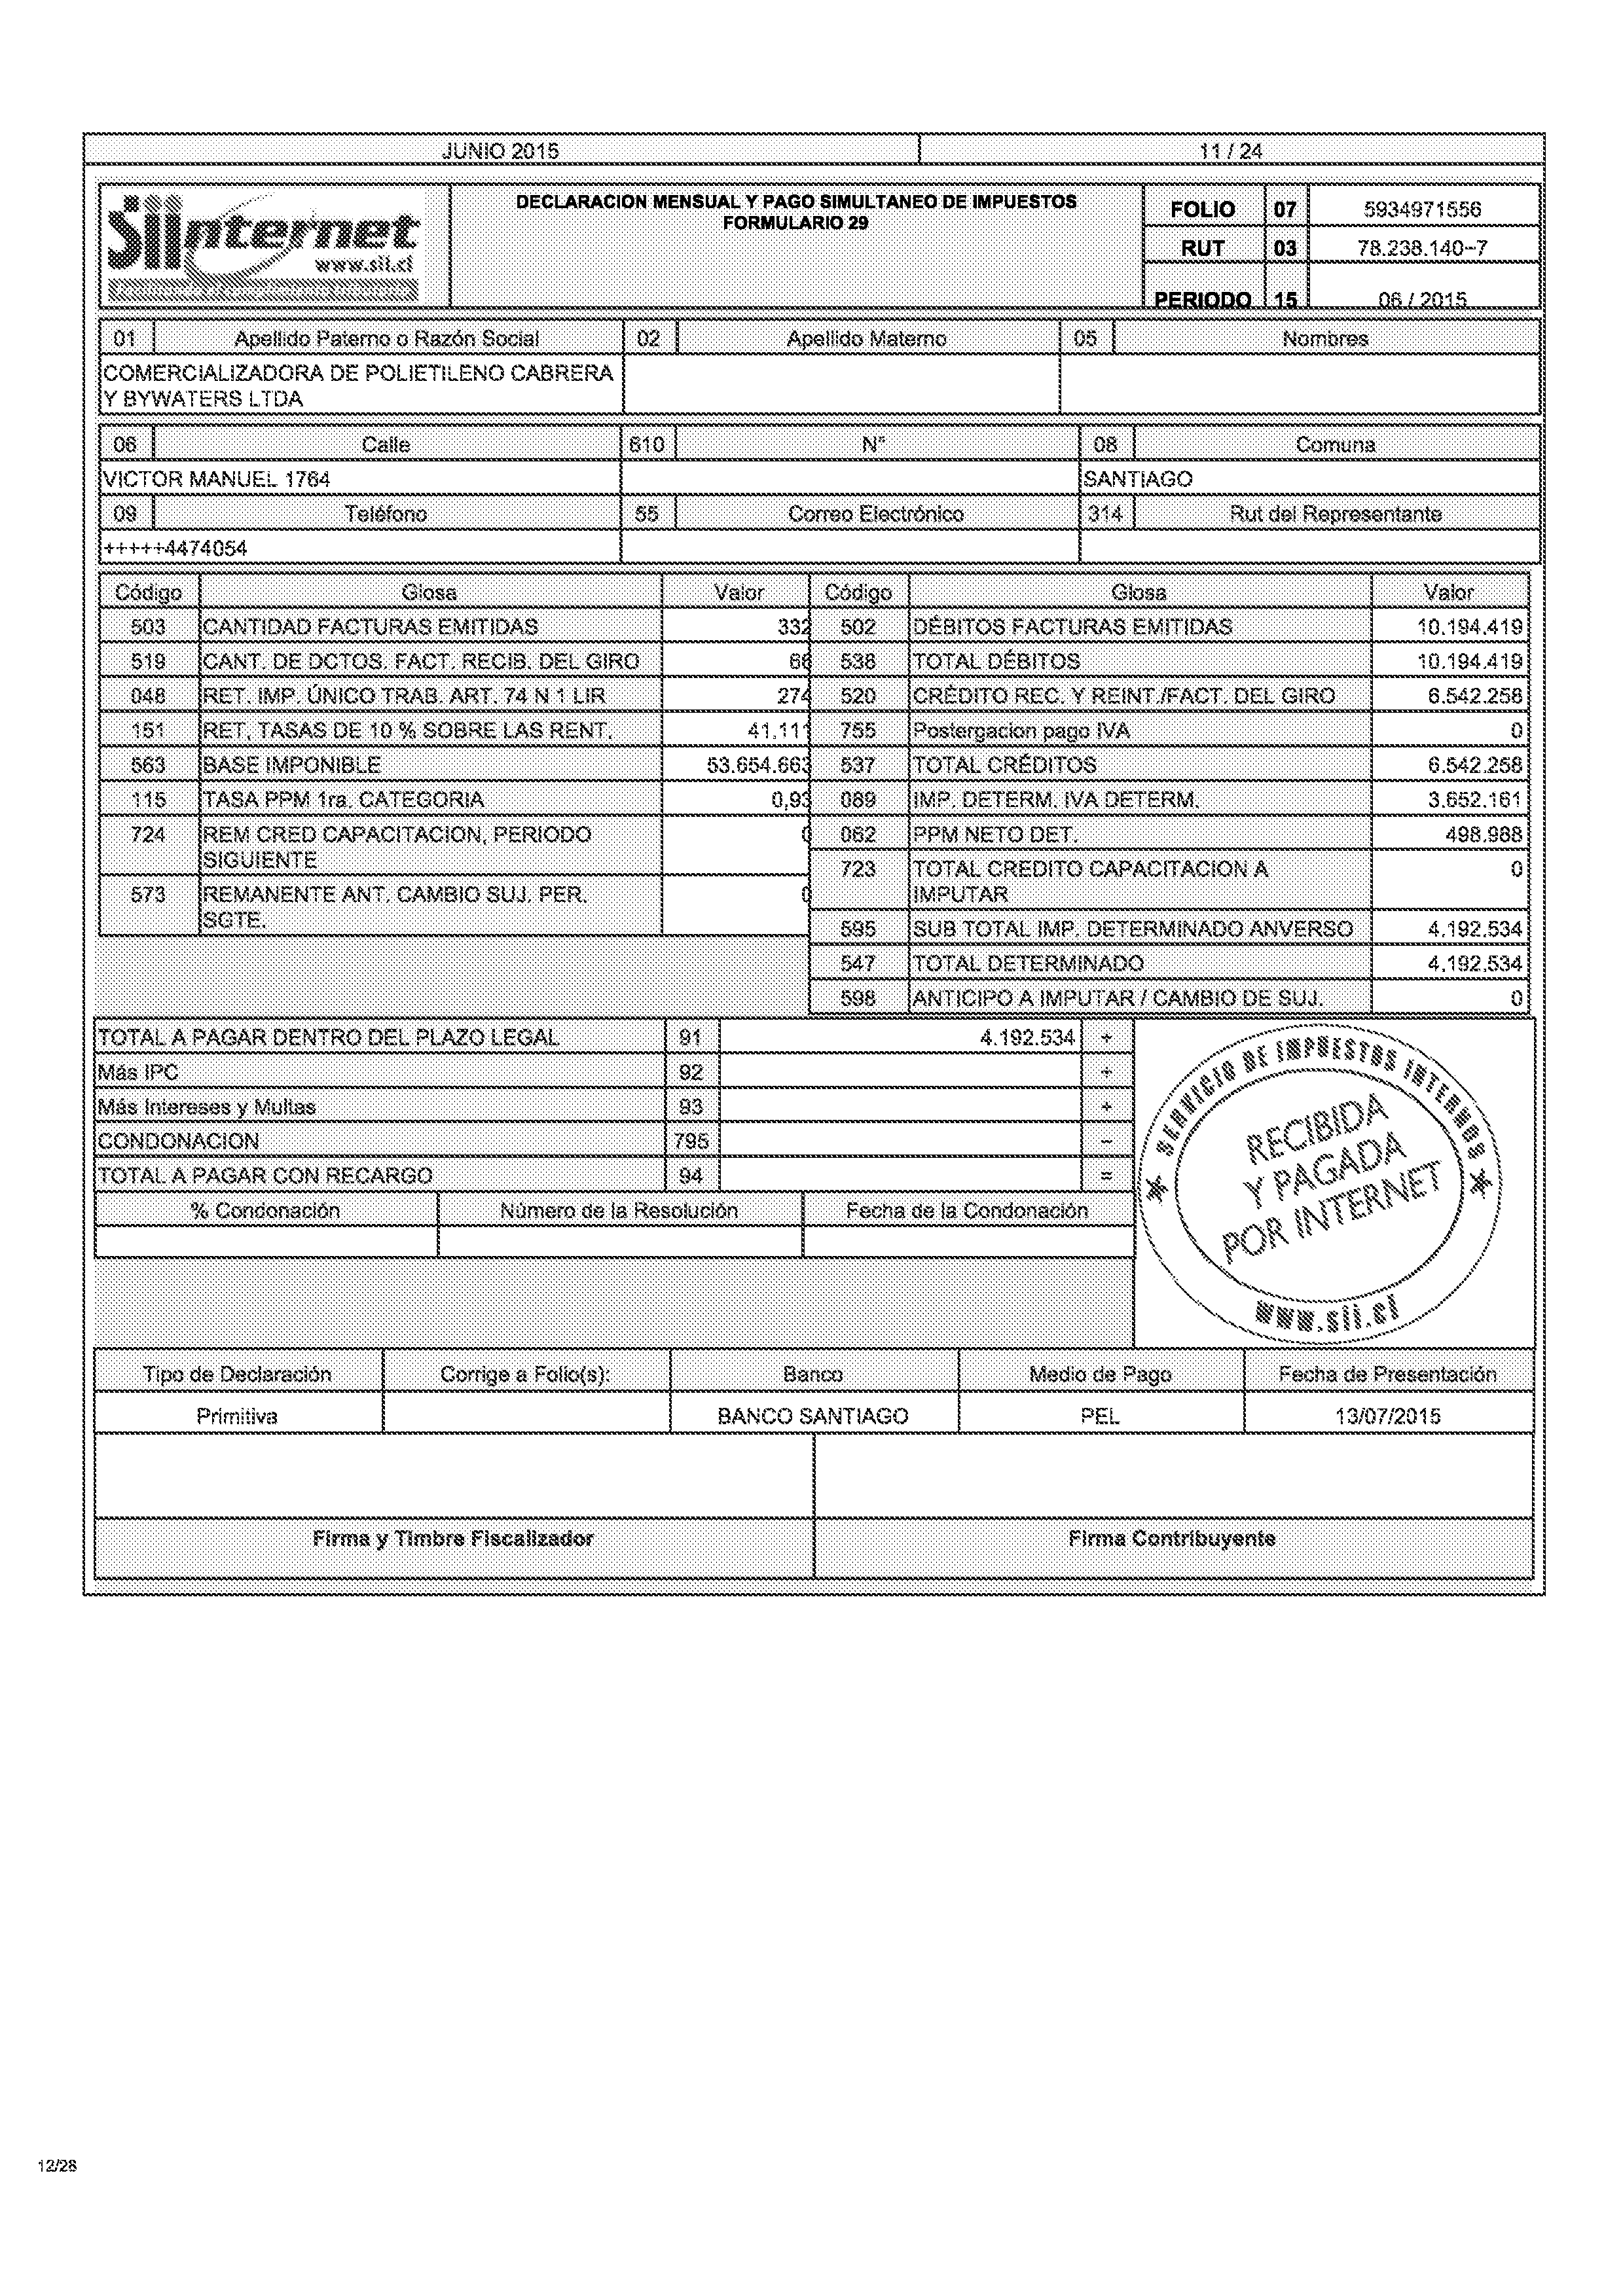 JUNIO 2015 11 / 24
SiiInternet
www.sii.cl
DECLARACION MENSUAL Y PAGO SIMULTANEO DE IMPUESTOS
FORMULARIO 29
FOLIO 07 5934971556
RUT 03 78.238.140-7
PERIODO 15 06 / 2015
01 Apellido Paterno o Razón Social 02 Apellido Materno 05 Nombres
COMERCIALIZADORA DE POLIETILENO CABRERA
Y BYWATERS LTDA
06 Calle 610 N° 08 Comuna
VICTOR MANUEL 1764 SANTIAGO
09 Teléfono 55 Correo Electrónico 314 Rut del Representante
+++++4474054
Código Glosa Valor Código Glosa Valor
503 CANTIDAD FACTURAS EMITIDAS 332 502 DÉBITOS FACTURAS EMITIDAS 10.194.419
519 CANT. DE DCTOS. FACT. RECIB. DEL GIRO 66 538 TOTAL DÉBITOS 10.194.419
048 RET. IMP. ÚNICO TRAB. ART. 74 N 1 LIR 274 520 CRÉDITO REC. Y REINT./FACT. DEL GIRO 6.542.258
151 RET, TASAS DE 10 % SOBRE LAS RENT. 41.111 755 Postergacion pago IVA 0
563 BASE IMPONIBLE 53.654.663 537 TOTAL CRÉDITOS 6.542.258
115 TASA PPM 1ra. CATEGORIA 0,93 089 IMP. DETERM. IVA DETERM. 3.652.161
724 REM CRED CAPACITACION, PERIODO 0 062 PPM NETO DET. 498.988
SIGUIENTE
723 TOTAL CREDITO CAPACITACION A 0
IMPUTAR
573 REMANENTE ANT. CAMBIO SUJ. PER. 0
SGTE.
595 SUB TOTAL IMP. DETERMINADO ANVERSO 4.192.534
547 TOTAL DETERMINADO 4.192.534
598 ANTICIPO A IMPUTAR / CAMBIO DE SUJ. 0
TOTAL A PAGAR DENTRO DEL PLAZO LEGAL 91 4.192.534 +
Más IPC 92 +
Más Intereses y Multas 93 +
CONDONACION 795 -
TOTAL A PAGAR CON RECARGO 94 =
% Condonación Número de la Resolución Fecha de la Condonación
SERVICIO DE IMPUESTOS INTERNOS
RECIBIDA
Y PAGADA
POR INTERNET
www.sii.cl
Tipo de Declaración Corrige a Folio(s): Banco Medio de Pago Fecha de Presentación
Primitiva BANCO SANTIAGO PEL 13/07/2015
Firma y Timbre Fiscalizador Firma Contribuyente
12/28